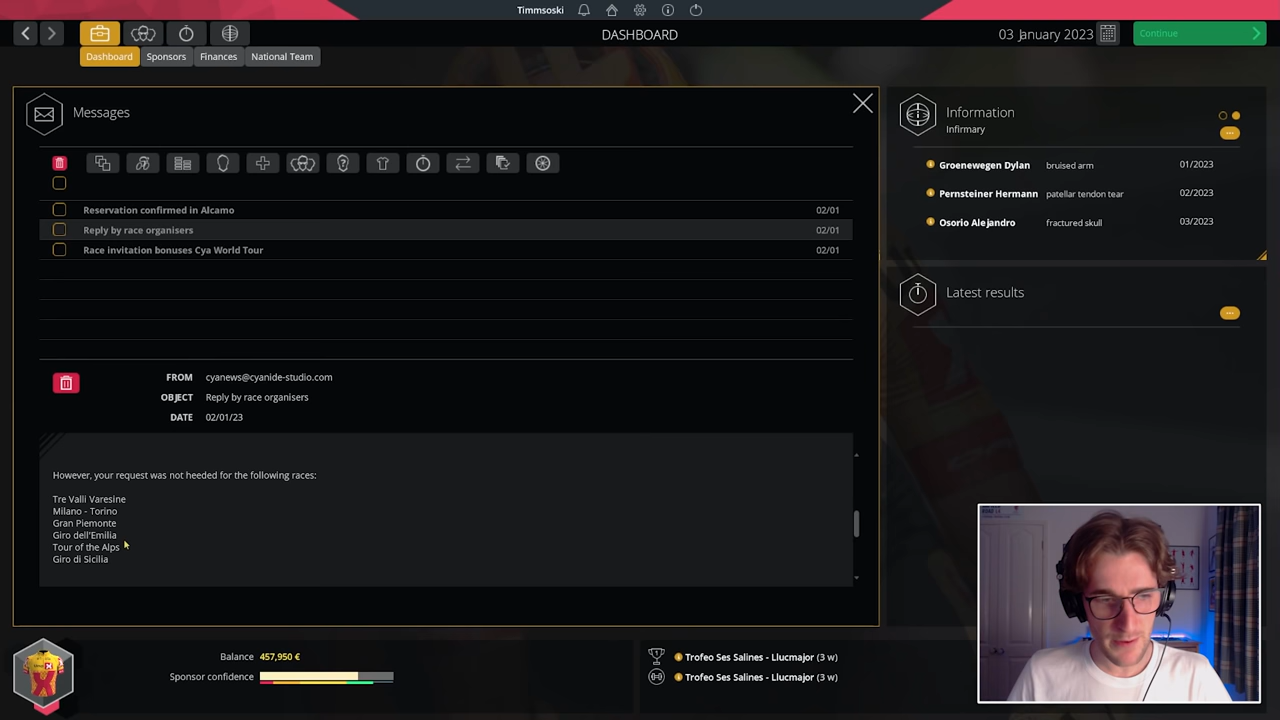 Timmsoski
DASHBOARD
03 January 2023
Continue
Dashboard
Sponsors
Finances
National Team
Messages
Reservation confirmed in Alcamo 02/01
Reply by race organisers 02/01
Race invitation bonuses Cya World Tour 02/01
FROM cyanews@cyanide-studio.com
OBJECT Reply by race organisers
DATE 02/01/23
However, your request was not heeded for the following races:
Tre Valli Varesine
Milano - Torino
Gran Piemonte
Giro dell'Emilia
Tour of the Alps
Giro di Sicilia
Information
Infirmary
Groenewegen Dylan bruised arm 01/2023
Pernsteiner Hermann patellar tendon tear 02/2023
Osorio Alejandro fractured skull 03/2023
Latest results
Balance 457,950 €
Sponsor confidence
Trofeo Ses Salines - Llucmajor (3 w)
Trofeo Ses Salines - Llucmajor (3 w)